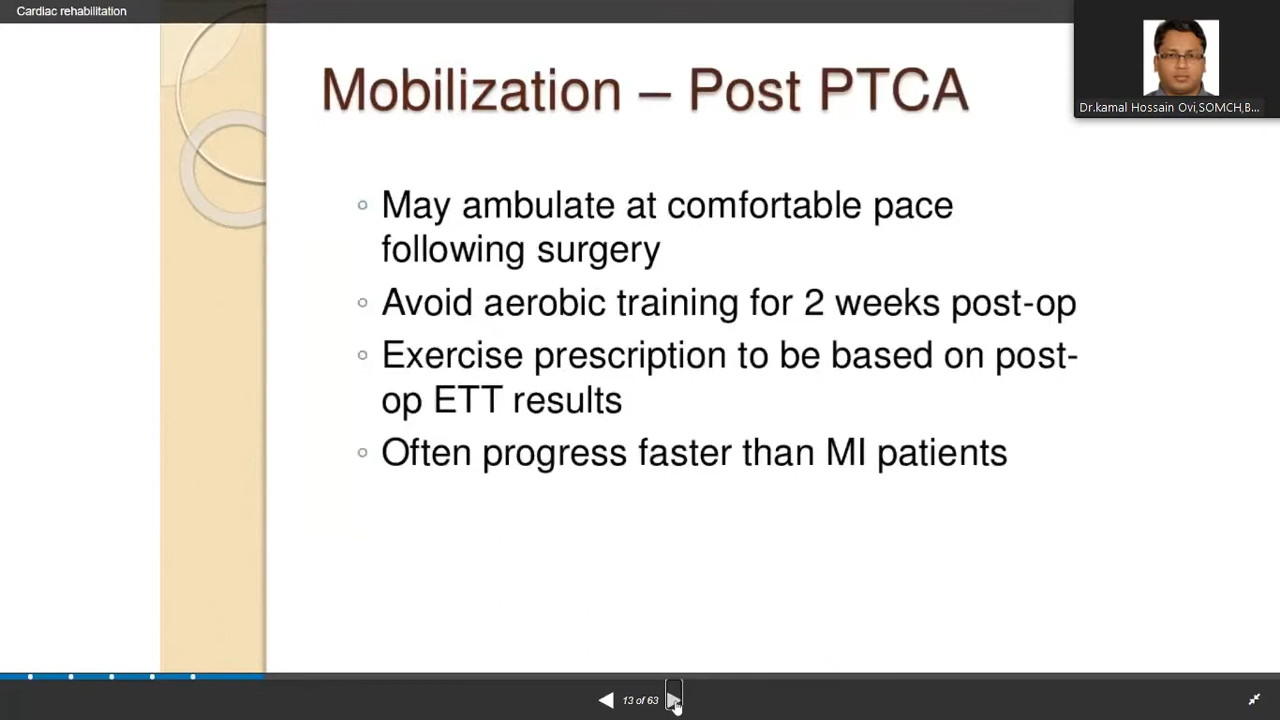 Cardiac rehabilitation
Dr.kamal Hossain Ovi,SOMCH,B...
Mobilization – Post PTCA
May ambulate at comfortable pace
following surgery
Avoid aerobic training for 2 weeks post-op
Exercise prescription to be based on post-
op ETT results
Often progress faster than MI patients
13 of 63